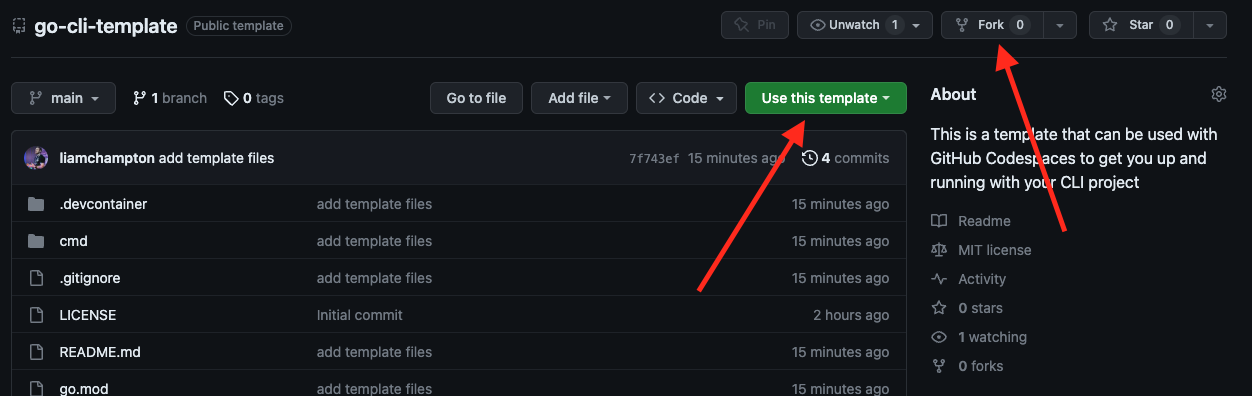 go-cli-template Public template Pin Unwatch 1 Fork 0 Star 0
main 1 branch 0 tags Go to file Add file Code Use this template
liamchampton add template files 7f743ef 15 minutes ago 4 commits
.devcontainer add template files 15 minutes ago
cmd add template files 15 minutes ago
.gitignore add template files 15 minutes ago
LICENSE Initial commit 2 hours ago
README.md add template files 15 minutes ago
go.mod add template files 15 minutes ago
About
This is a template that can be used with
GitHub Codespaces to get you up and
running with your CLI project
Readme
MIT license
Activity
0 stars
1 watching
0 forks